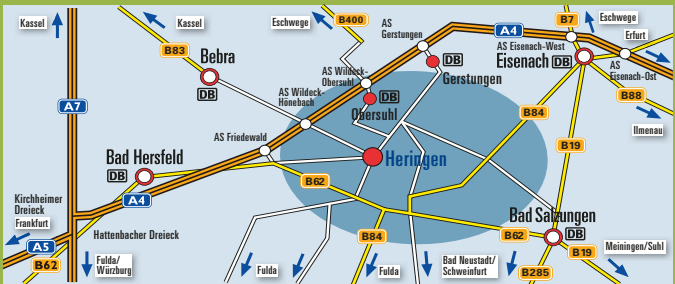 Kassel
Kassel
Eschwege
B400
AS
Gerstungen
A4
B7
Eschwege
Erfurt
B83
Bebra
DB
AS Wildeck-
Obersuhl
DB
Gerstungen
AS Eisenach-West
Eisenach
DB
AS
Eisenach-Ost
A7
AS Wildeck-
Hönebach
DB
Obersuhl
B88
B84
Ilmenau
AS Friedewald
B19
Bad Hersfeld
DB
Heringen
B62
Kirchheimer
Dreieck
Frankfurt
A4
Hattenbacher Dreieck
Bad Salzungen
DB
A5
B62
Fulda/
Würzburg
Fulda
B84
Fulda
Bad Neustadt/
Schweinfurt
B62
B285
B19
Meiningen/Suhl